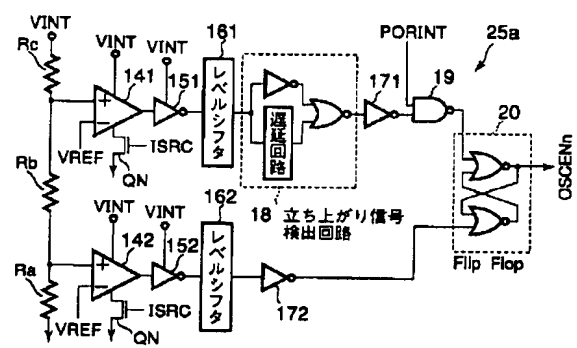 VINT
Rc
VINT
141
VINT
151
161
レベルシフタ
遅延回路
18 立ち上がり信号
検出回路
171
PORINT
19
25a
20
VREF
ISRC
QN
Rb
VINT
142
VINT
152
162
レベルシフタ
172
Ra
VREF
ISRC
QN
Flip Flop
OSCENn